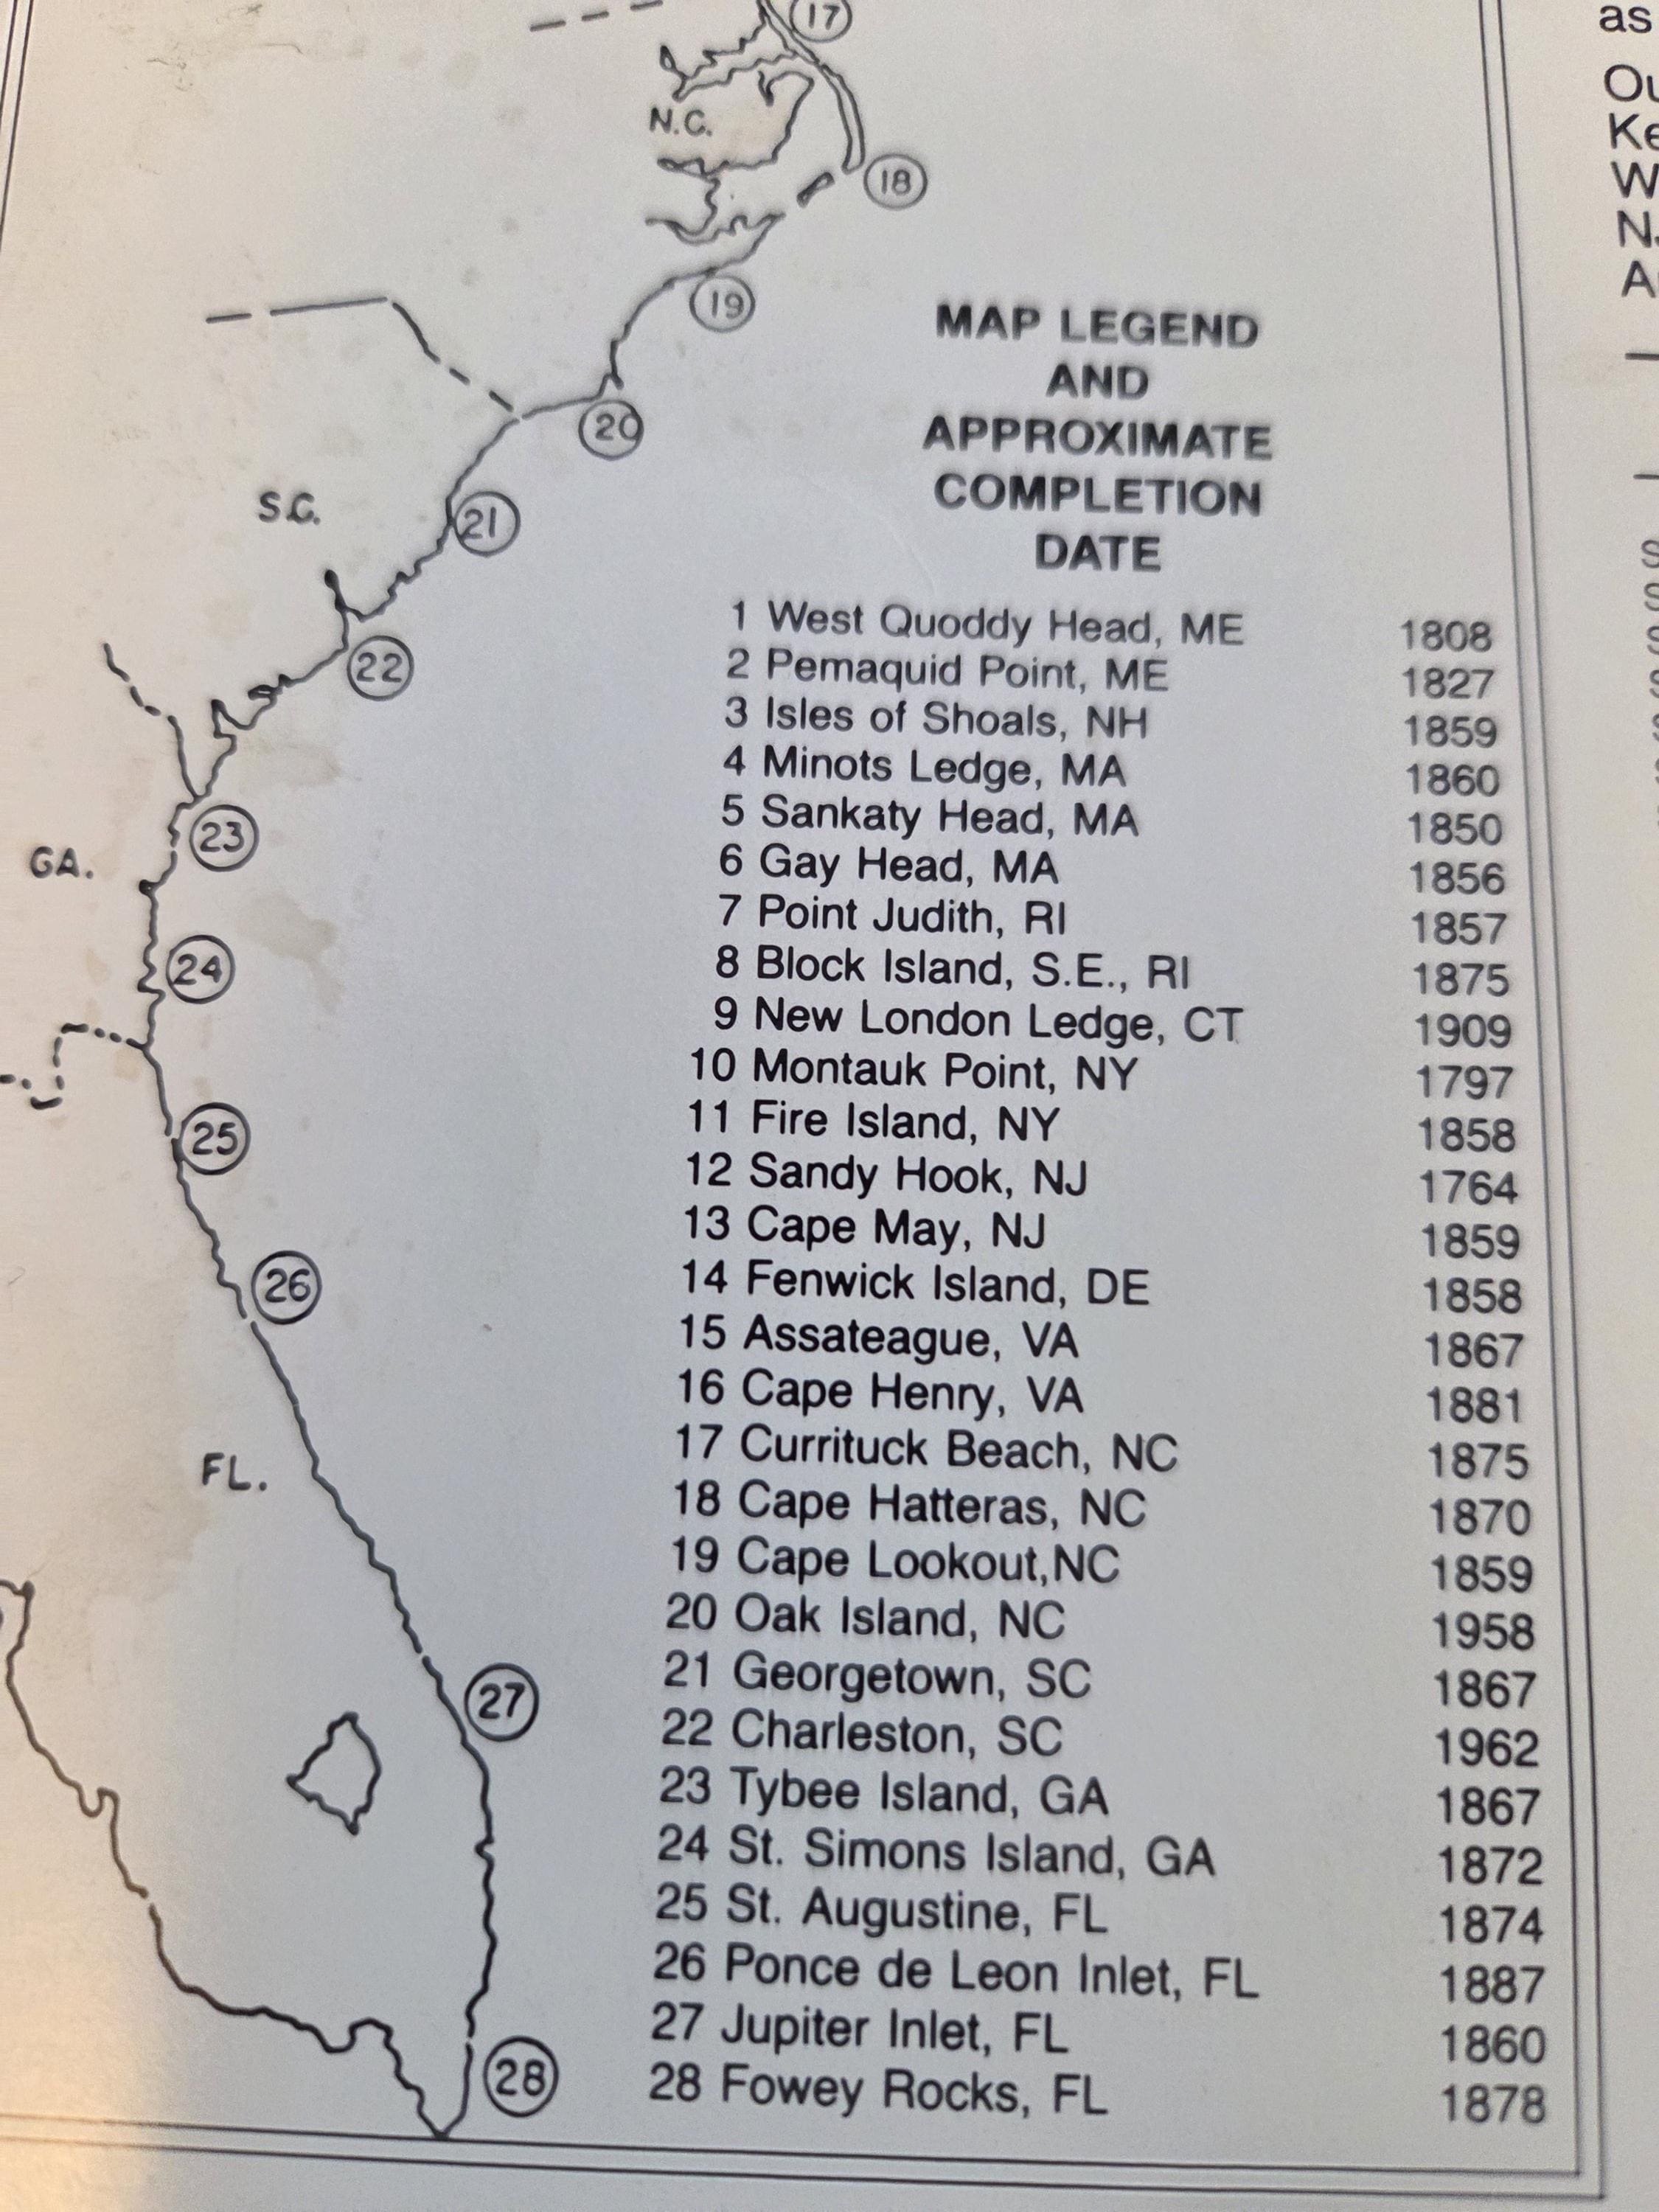 17
N.C.
18
19
20
S.C.
21
22
23
GA.
24
25
26
FL.
27
28
MAP LEGEND
AND
APPROXIMATE
COMPLETION
DATE
1 West Quoddy Head, ME 1808
2 Pemaquid Point, ME 1827
3 Isles of Shoals, NH 1859
4 Minots Ledge, MA 1860
5 Sankaty Head, MA 1850
6 Gay Head, MA 1856
7 Point Judith, RI 1857
8 Block Island, S.E., RI 1875
9 New London Ledge, CT 1909
10 Montauk Point, NY 1797
11 Fire Island, NY 1858
12 Sandy Hook, NJ 1764
13 Cape May, NJ 1859
14 Fenwick Island, DE 1858
15 Assateague, VA 1867
16 Cape Henry, VA 1881
17 Currituck Beach, NC 1875
18 Cape Hatteras, NC 1870
19 Cape Lookout,NC 1859
20 Oak Island, NC 1958
21 Georgetown, SC 1867
22 Charleston, SC 1962
23 Tybee Island, GA 1867
24 St. Simons Island, GA 1872
25 St. Augustine, FL 1874
26 Ponce de Leon Inlet, FL 1887
27 Jupiter Inlet, FL 1860
28 Fowey Rocks, FL 1878
as